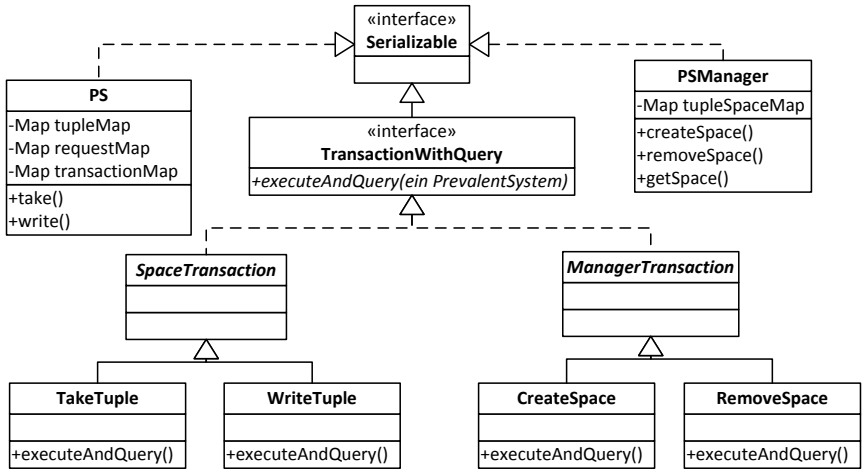 «interface»
Serializable
PS
-Map tupleMap
-Map requestMap
-Map transactionMap
+take()
+write()
«interface»
TransactionWithQuery
+executeAndQuery(ein PrevalentSystem)
PSManager
-Map tupleSpaceMap
+createSpace()
+removeSpace()
+getSpace()
SpaceTransaction
ManagerTransaction
TakeTuple
+executeAndQuery()
WriteTuple
+executeAndQuery()
CreateSpace
+executeAndQuery()
RemoveSpace
+executeAndQuery()